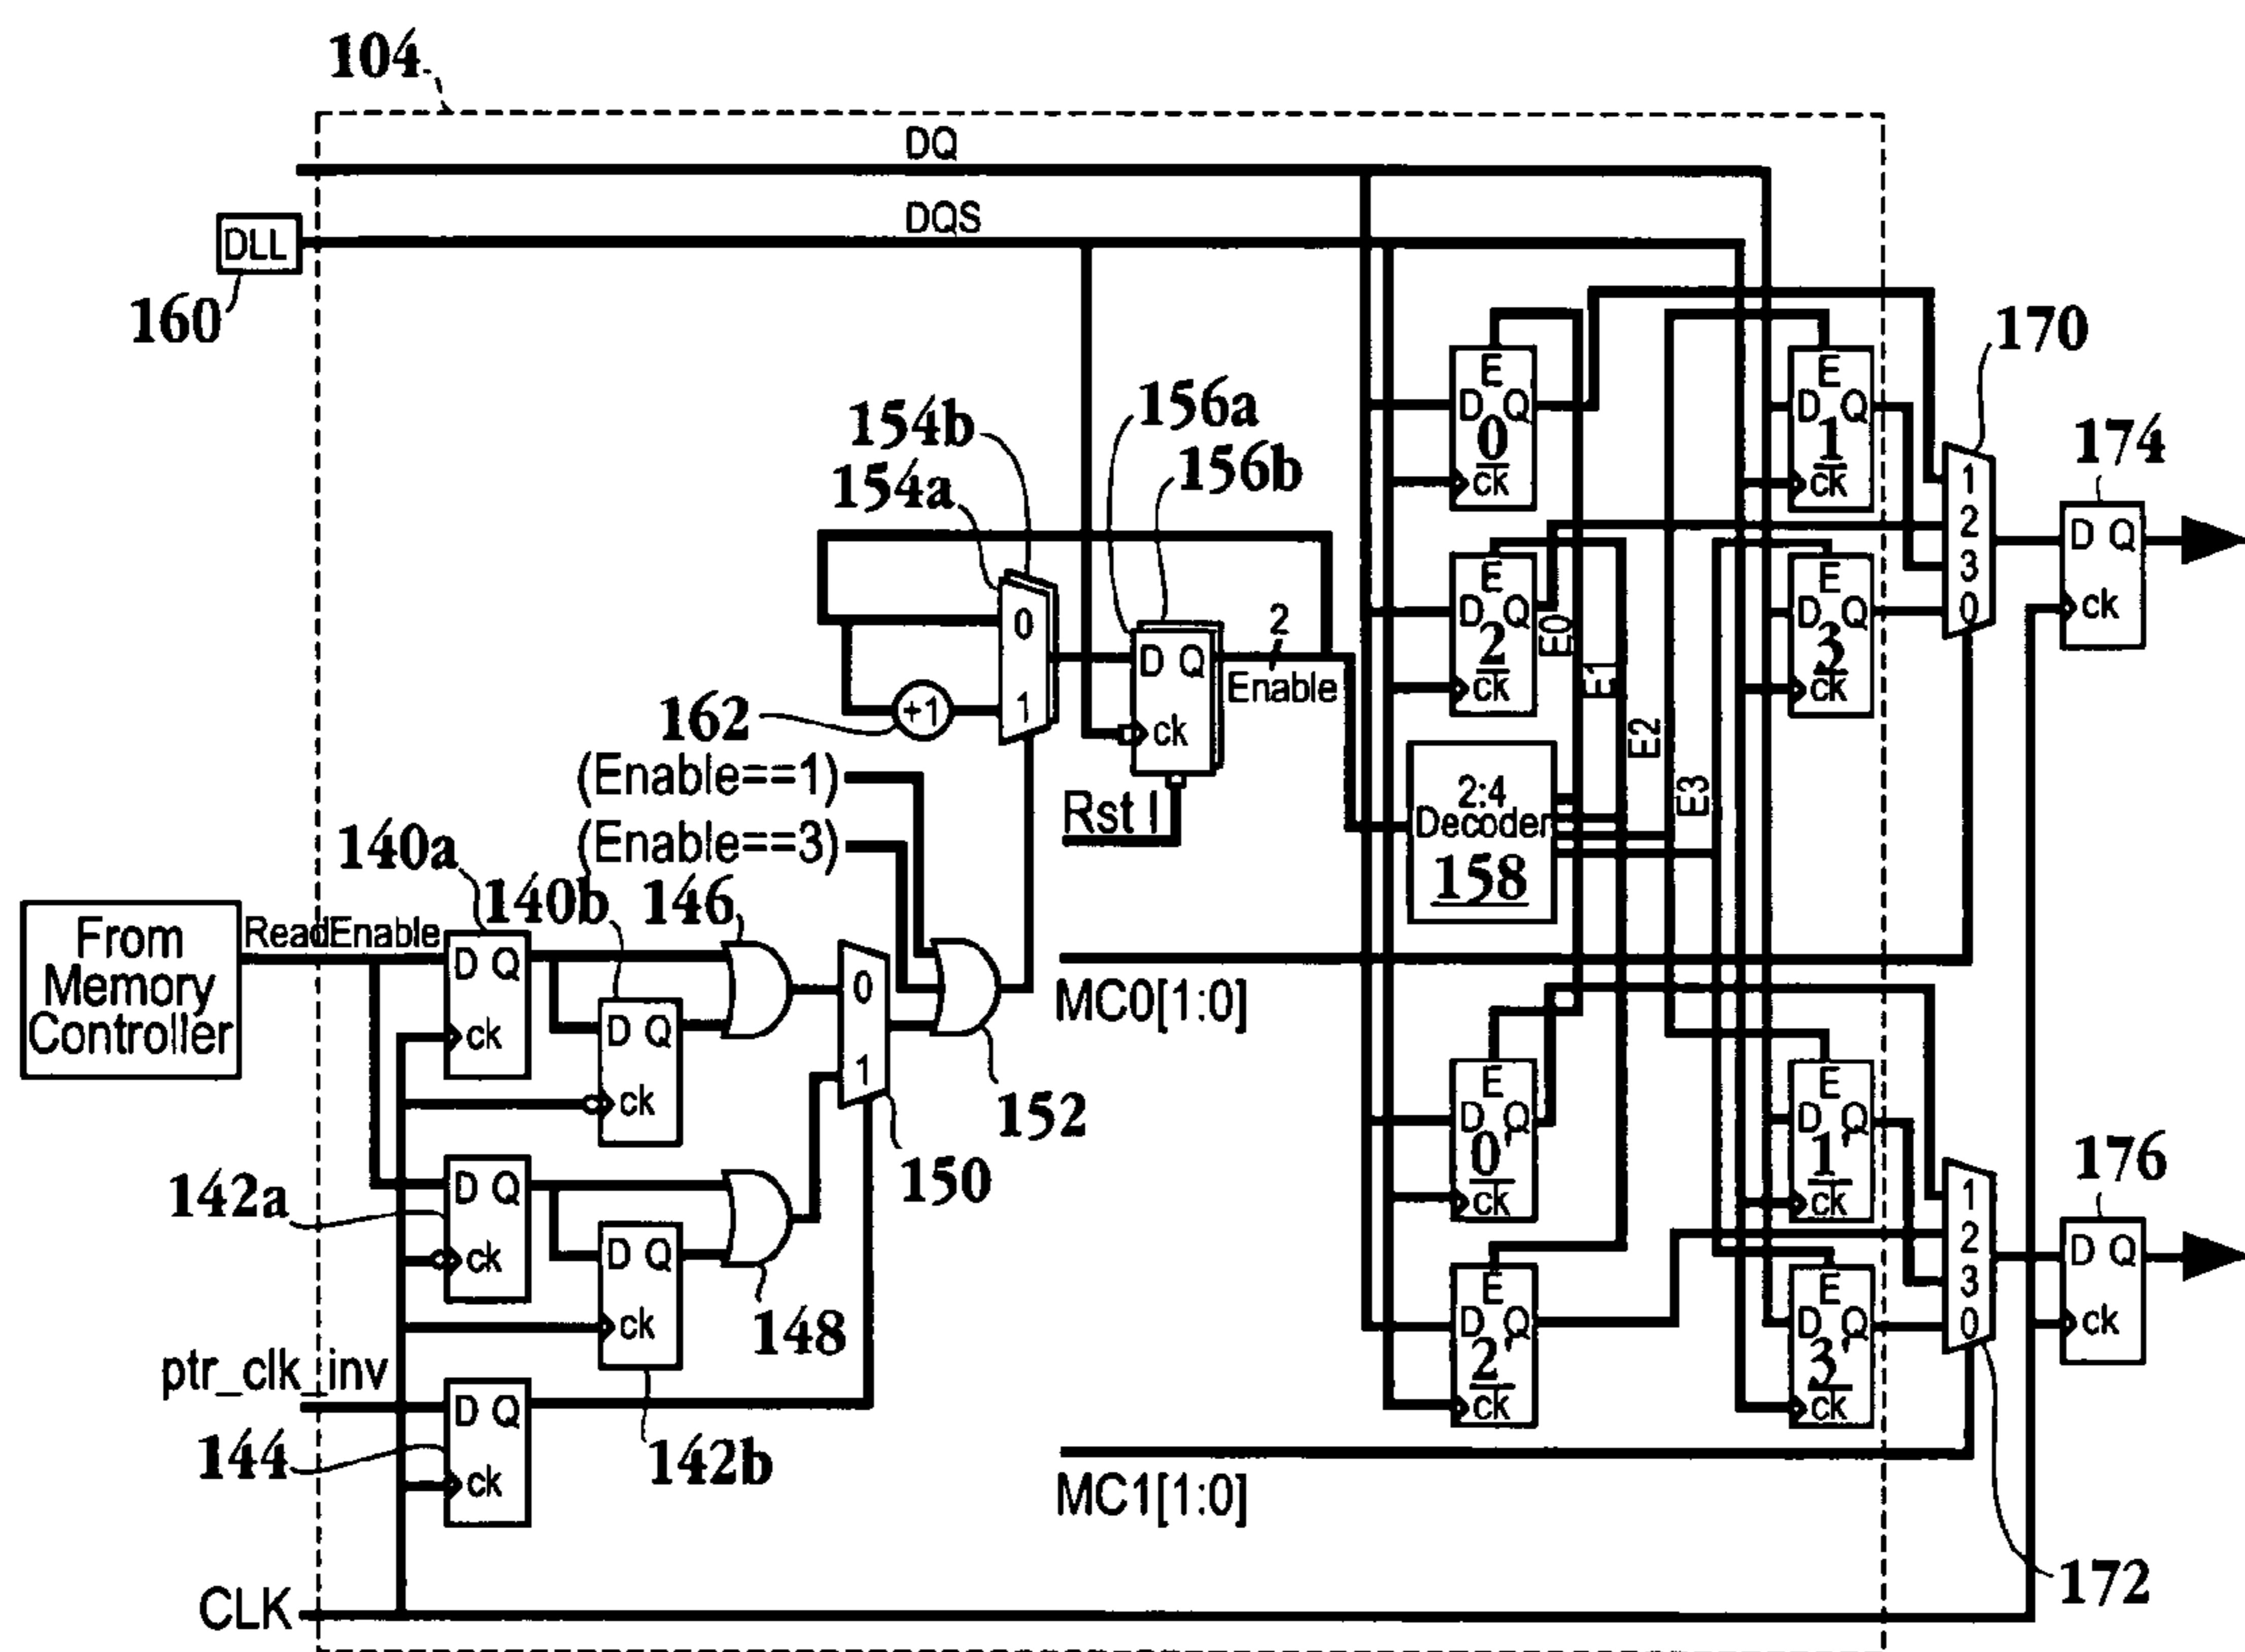 104
DQ
DQS
DLL
160
170
E
D Q
0
ck
E
D Q
1
ck
156a
154b
156b
154a
174
1
2
3
0
D Q
ck
E
D Q
2
ck
E
D Q
3
ck
E0
E1
E2
E3
0
1
D Q
ck
2
Enable
+1
162
(Enable==1)
Rst l
(Enable==3)
2:4
Decoder
158
140a
140b
146
From
Memory
Controller
ReadEnable
D Q
ck
D Q
ck
0
1
MC0[1:0]
152
150
142a
D Q
ck
D Q
ck
148
E
D Q
0'
ck
E
D Q
1'
ck
176
1
2
3
0
D Q
ck
E
D Q
2'
ck
E
D Q
3'
ck
ptr_clk_inv
D Q
ck
144
142b
MC1[1:0]
172
CLK